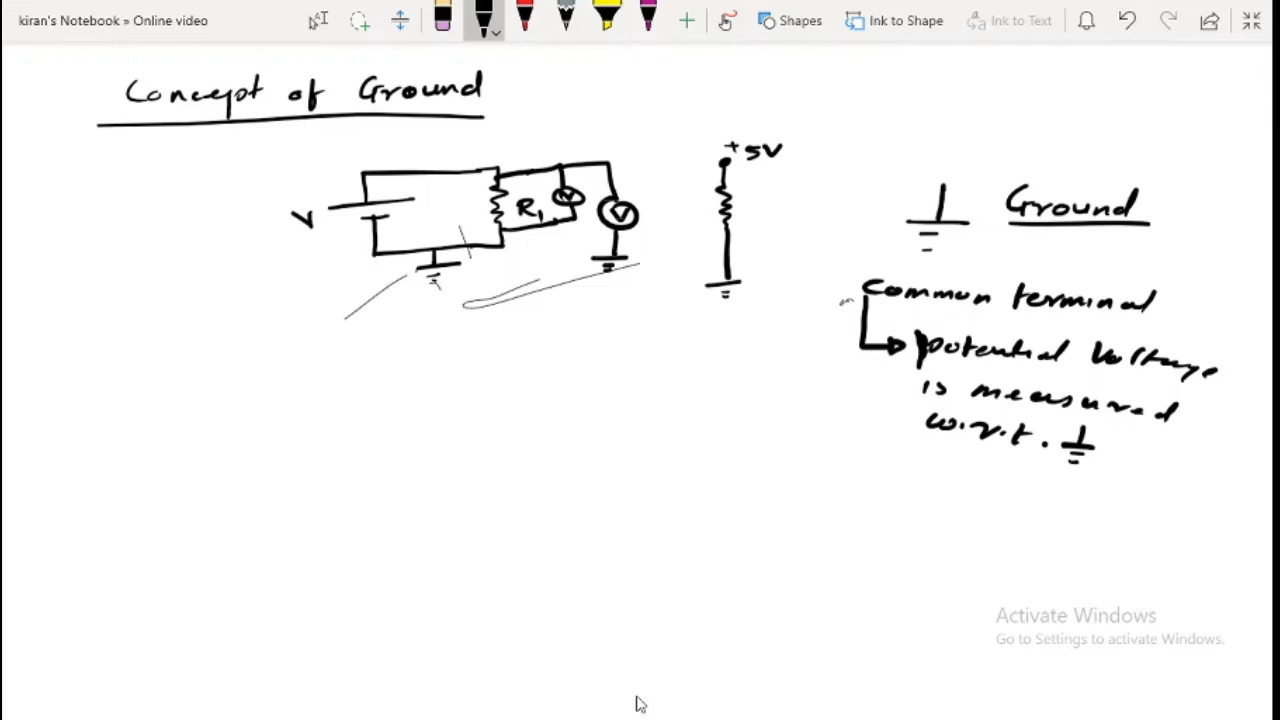 kiran's Notebook » Online video
Shapes
Ink to Shape
Ink to Text
Concept of Ground
V
R1
V
V
+5V
Ground
Common terminal
potential Voltage
is measured
w.r.t.
Activate Windows
Go to Settings to activate Windows.